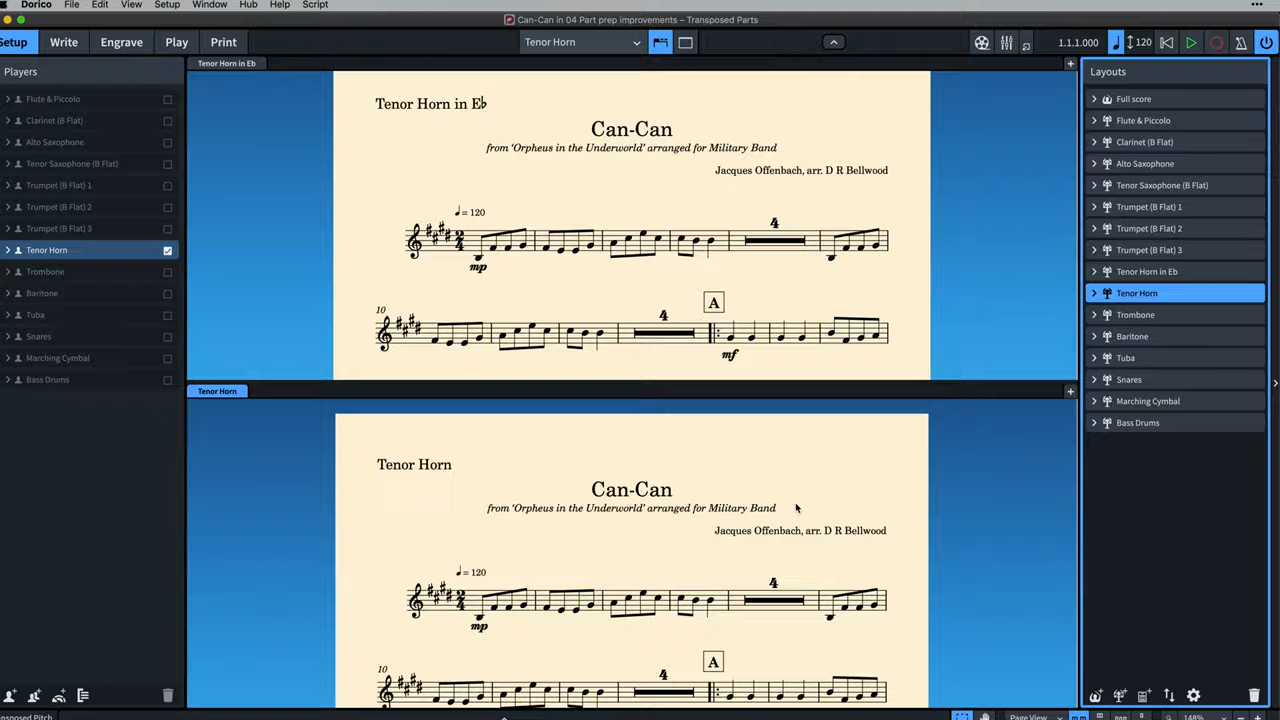 Dorico File Edit View Setup Window Hub Help Script
Can-Can in 04 Part prep improvements – Transposed Parts
Setup Write Engrave Play Print
Tenor Horn
1.1.1.000
120
Players
Flute & Piccolo
Clarinet (B Flat)
Alto Saxophone
Tenor Saxophone (B Flat)
Trumpet (B Flat) 1
Trumpet (B Flat) 2
Trumpet (B Flat) 3
Tenor Horn
Trombone
Baritone
Tuba
Snares
Marching Cymbal
Bass Drums
Tenor Horn in Eb
Tenor Horn in E♭
Can-Can
from ‘Orpheus in the Underworld’ arranged for Military Band
Jacques Offenbach, arr. D R Bellwood
♩ = 120
4
mp
10
4
A
mf
Tenor Horn
Tenor Horn
Can-Can
from ‘Orpheus in the Underworld’ arranged for Military Band
Jacques Offenbach, arr. D R Bellwood
♩ = 120
4
mp
10
4
A
Layouts
Full score
Flute & Piccolo
Clarinet (B Flat)
Alto Saxophone
Tenor Saxophone (B Flat)
Trumpet (B Flat) 1
Trumpet (B Flat) 2
Trumpet (B Flat) 3
Tenor Horn in Eb
Tenor Horn
Trombone
Baritone
Tuba
Snares
Marching Cymbal
Bass Drums
Page View
148%